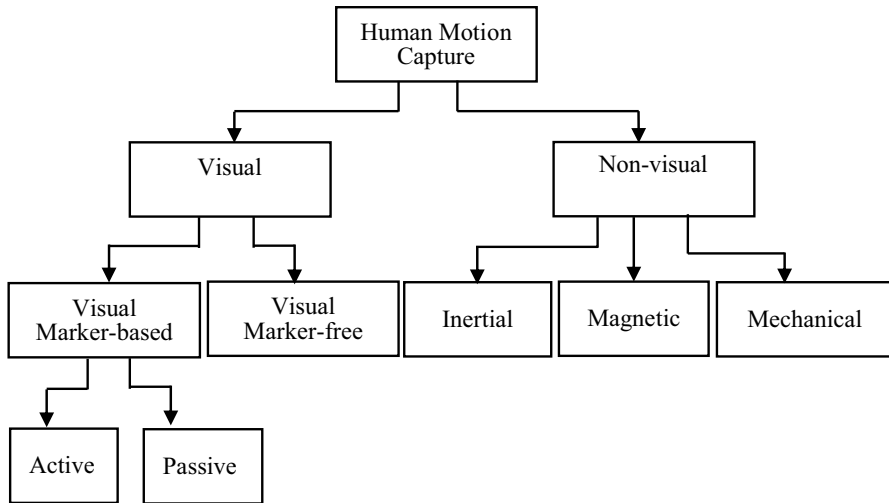 Human Motion
Capture
Visual
Non-visual
Visual
Marker-based
Visual
Marker-free
Inertial
Magnetic
Mechanical
Active
Passive